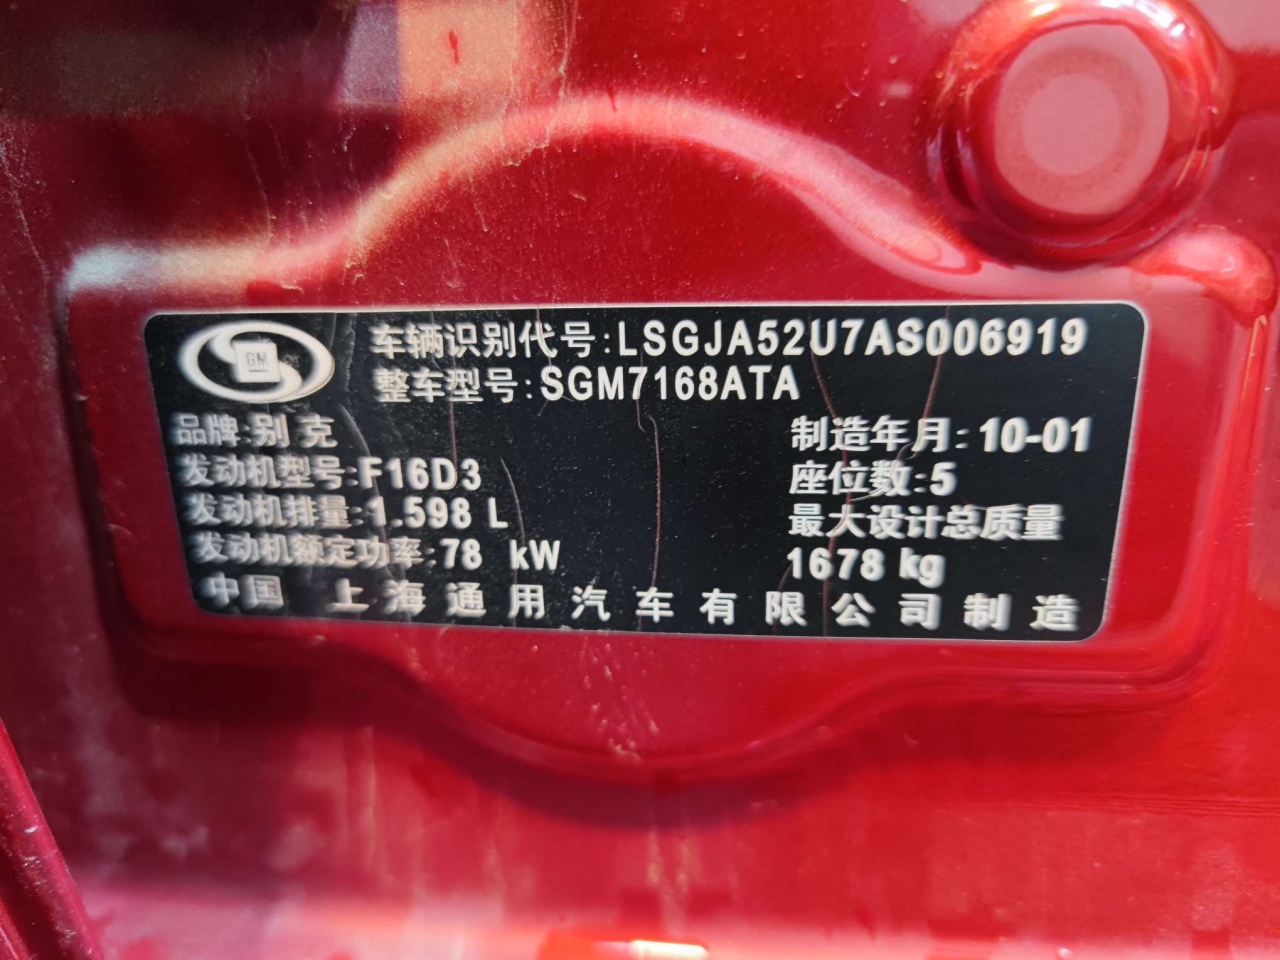 GM
车辆识别代号:LSGJA52U7AS006919
整车型号:SGM7168ATA
品牌:别克
制造年月:10-01
发动机型号:F16D3
座位数:5
发动机排量:1.598 L
最大设计总质量
发动机额定功率:78 kW
1678 kg
中国 上海通用汽车有限公司制造